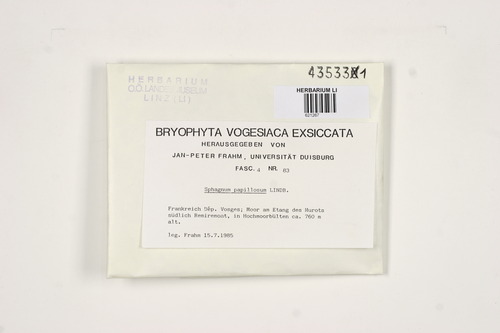 435331
HERBARIUM
O.Ö. LANDESMUSEUM
LINZ (LI)
HERBARIUM LI
621267
BRYOPHYTA VOGESIACA EXSICCATA
HERAUSGEGEBEN VON
JAN-PETER FRAHM, UNIVERSITÄT DUISBURG
FASC. 4 NR. 83
Sphagnum papillosum LINDB.
Frankreich Dép. Vosges; Moor am Etang des Hurots
südlich Remiremont, in Hochmoorbülten ca. 760 m
alt.
leg. Frahm 15.7.1985